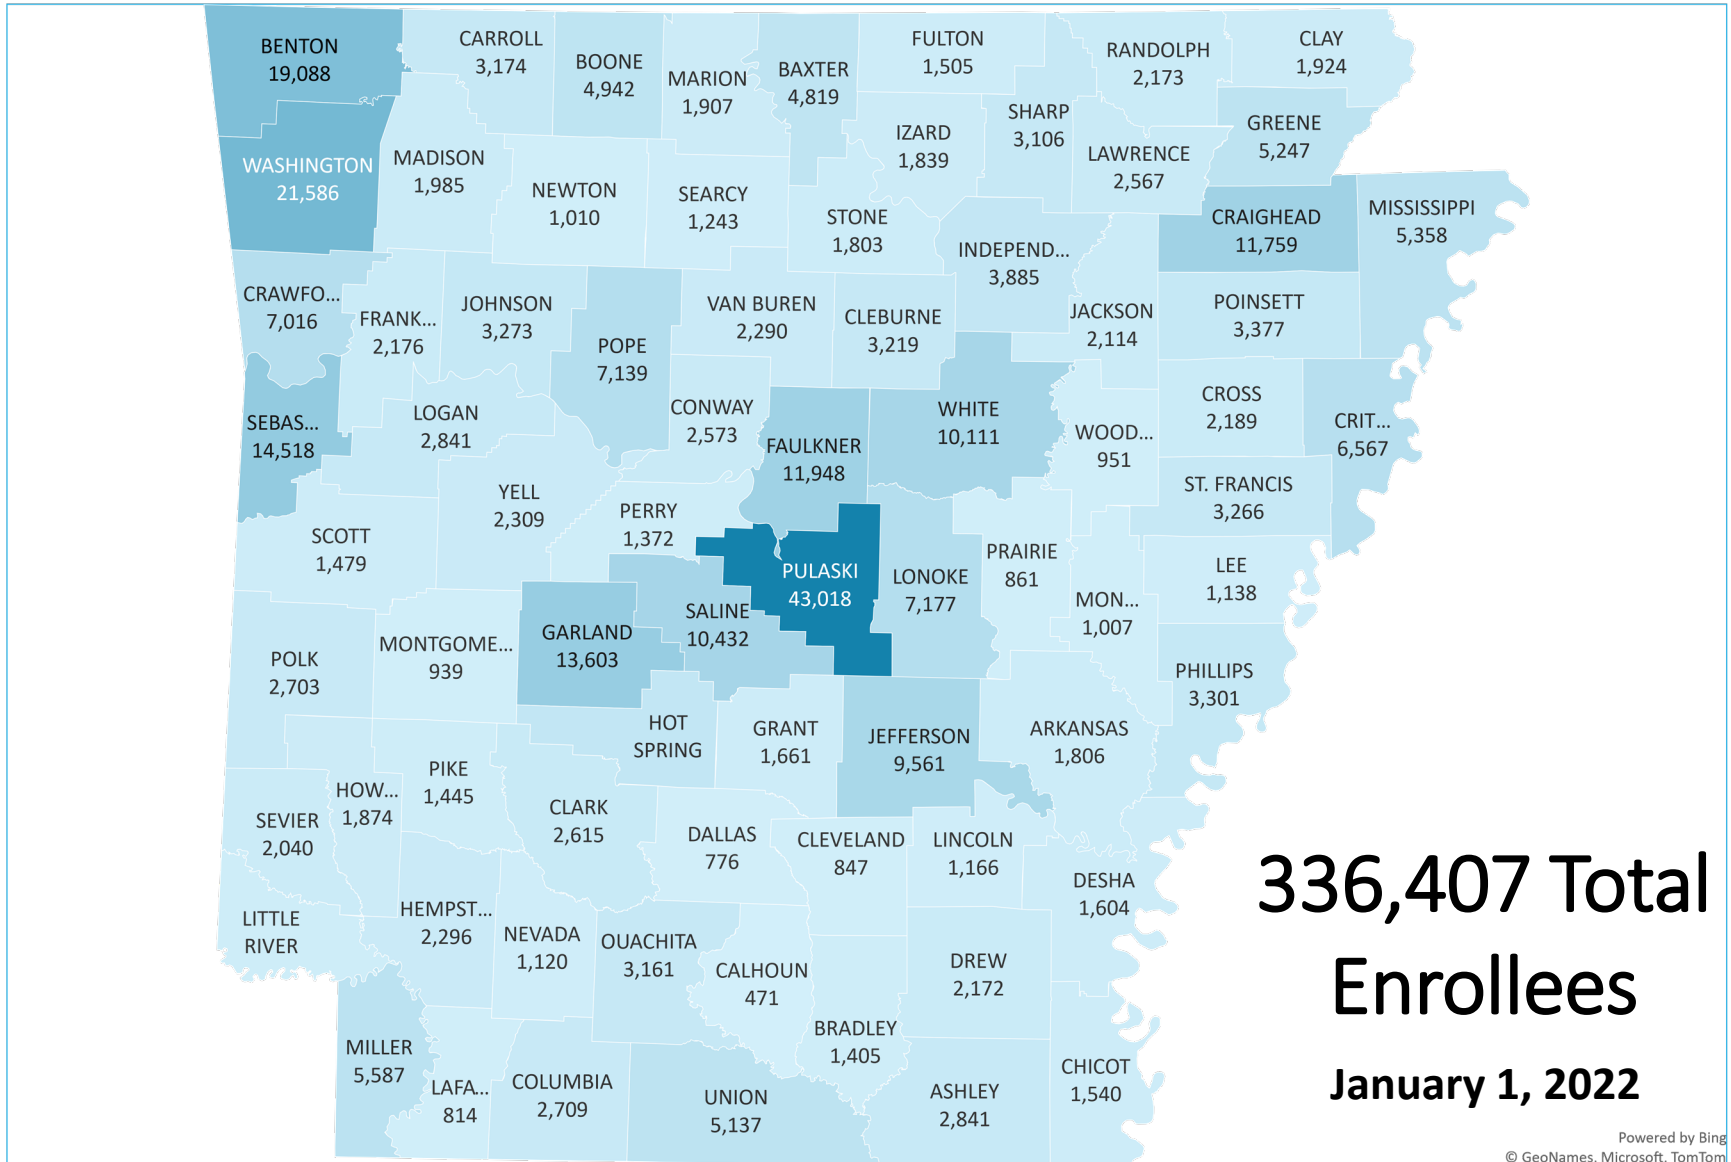 BENTON
19,088
CARROLL
3,174
BOONE
4,942
MARION
1,907
BAXTER
4,819
FULTON
1,505
RANDOLPH
2,173
CLAY
1,924
SHARP
3,106
IZARD
1,839
GREENE
5,247
LAWRENCE
2,567
WASHINGTON
21,586
MADISON
1,985
NEWTON
1,010
SEARCY
1,243
STONE
1,803
CRAIGHEAD
11,759
MISSISSIPPI
5,358
INDEPEND...
3,885
CRAWFO...
7,016
FRANK...
2,176
JOHNSON
3,273
POPE
7,139
VAN BUREN
2,290
CLEBURNE
3,219
JACKSON
2,114
POINSETT
3,377
SEBAS...
14,518
LOGAN
2,841
CONWAY
2,573
FAULKNER
11,948
WHITE
10,111
WOOD...
951
CROSS
2,189
CRIT...
6,567
SCOTT
1,479
YELL
2,309
PERRY
1,372
PULASKI
43,018
LONOKE
7,177
PRAIRIE
861
ST. FRANCIS
3,266
LEE
1,138
MON...
1,007
POLK
2,703
MONTGOME...
939
GARLAND
13,603
SALINE
10,432
PHILLIPS
3,301
HOT
SPRING
GRANT
1,661
JEFFERSON
9,561
ARKANSAS
1,806
SEVIER
2,040
HOW...
1,874
PIKE
1,445
CLARK
2,615
DALLAS
776
CLEVELAND
847
LINCOLN
1,166
DESHA
1,604
LITTLE
RIVER
HEMPST...
2,296
NEVADA
1,120
OUACHITA
3,161
CALHOUN
471
BRADLEY
1,405
DREW
2,172
MILLER
5,587
LAFA...
814
COLUMBIA
2,709
UNION
5,137
ASHLEY
2,841
CHICOT
1,540
336,407 Total
Enrollees
January 1, 2022
Powered by Bing
© GeoNames, Microsoft, TomTom